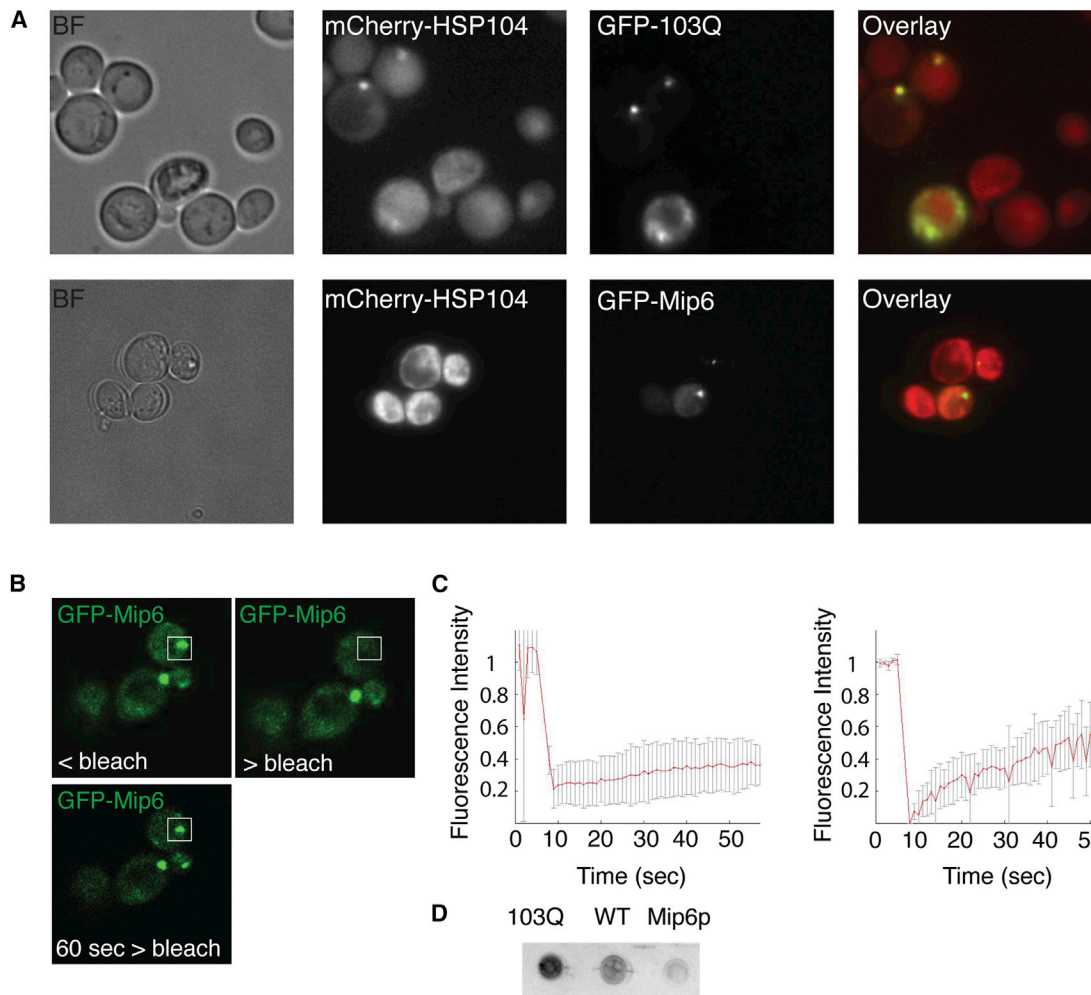 A
BF
mCherry-HSP104
GFP-103Q
Overlay
BF
mCherry-HSP104
GFP-Mip6
Overlay
B
GFP-Mip6
< bleach
GFP-Mip6
> bleach
GFP-Mip6
60 sec > bleach
C
Fluorescence Intensity
1
0.8
0.6
0.4
0.2
0 10 20 30 40 50
Time (sec)
Fluorescence Intensity
1
0.8
0.6
0.4
0.2
0 10 20 30 40 5
Time (sec)
D
103Q WT Mip6p